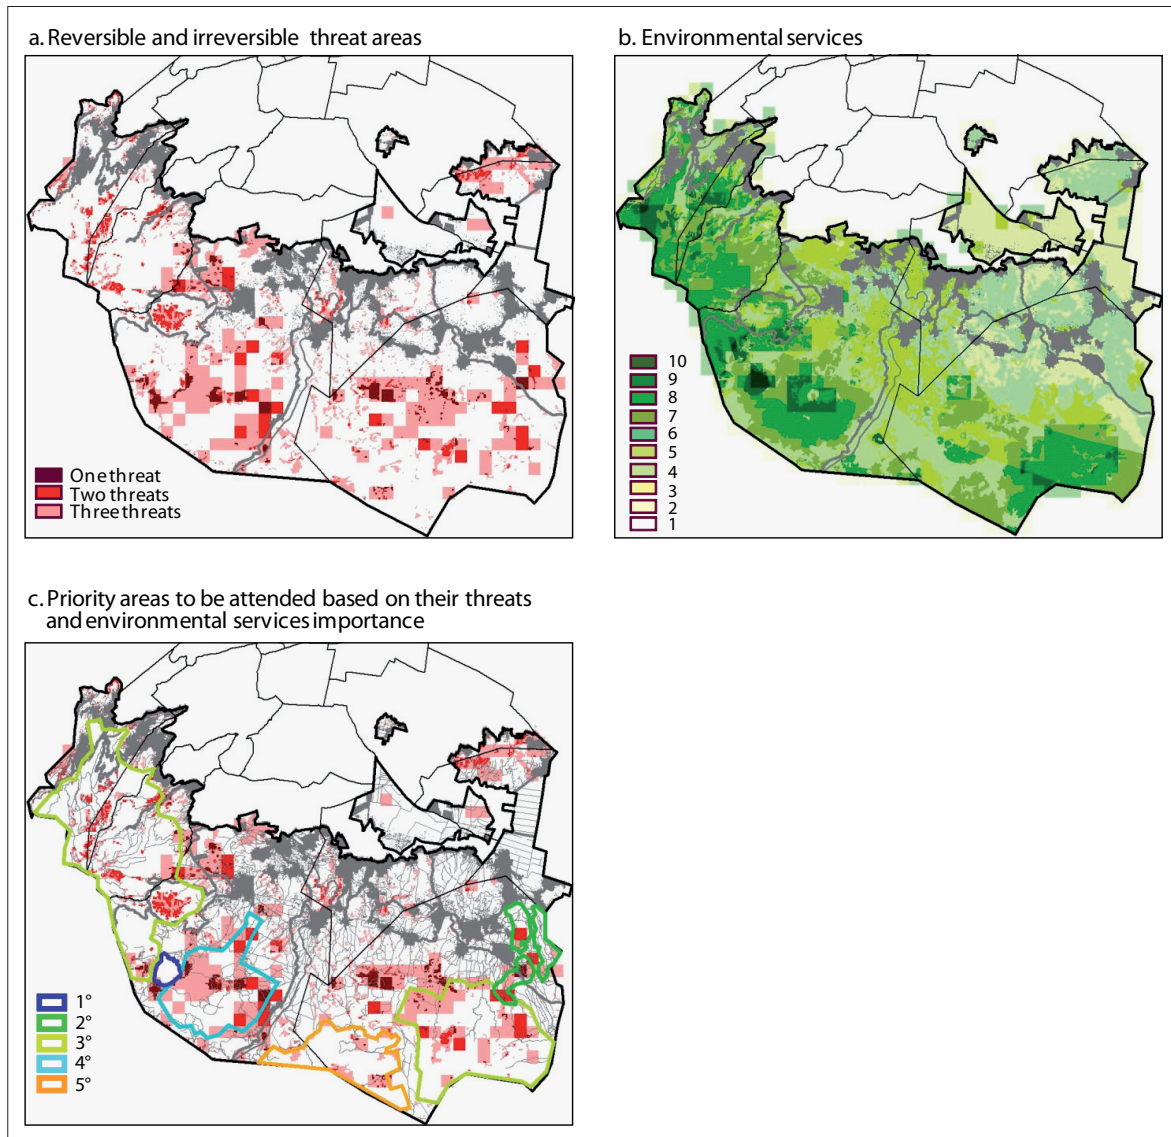 a. Reversible and irreversible threat areas
One threat
Two threats
Three threats
b. Environmental services
10
9
8
7
6
5
4
3
2
1
c. Priority areas to be attended based on their threats
and environmental services importance
1°
2°
3°
4°
5°